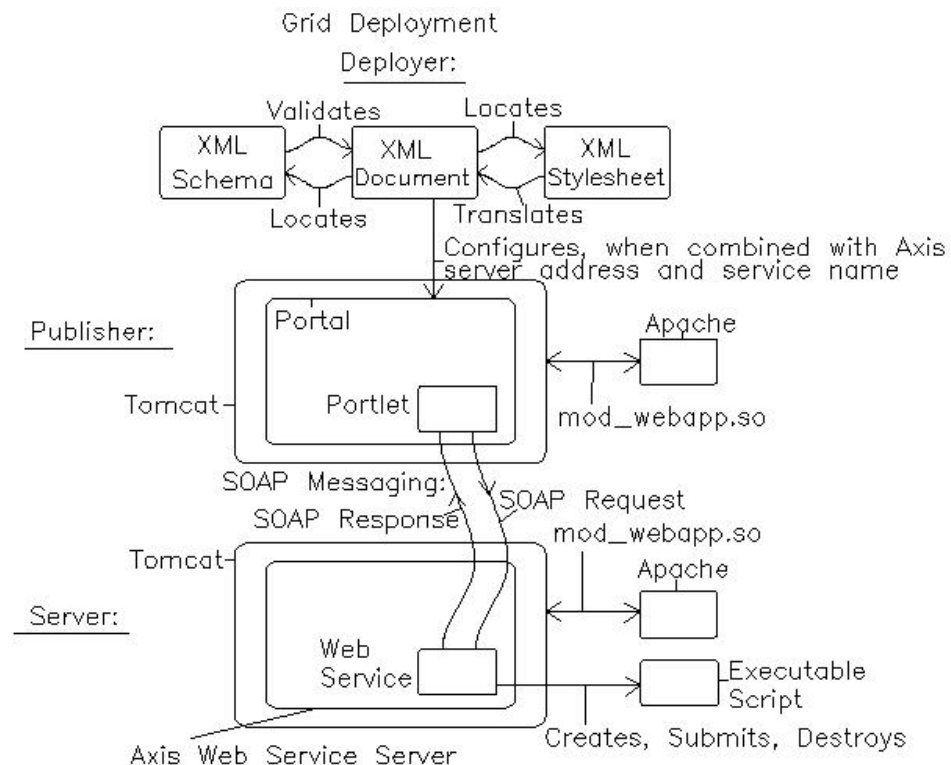 Grid Deployment
Deployer:
Validates
Locates
XML
Schema
XML
Document
XML
Stylesheet
Locates
Translates
Configures, when combined with Axis
server address and service name
Portal
Publisher:
Apache
Tomcat
Portlet
mod_webapp.so
SOAP Messaging:
SOAP Request
SOAP Response
mod_webapp.so
Tomcat
Apache
Server:
Web
Service
Executable
Script
Creates, Submits, Destroys
Axis Web Service Server